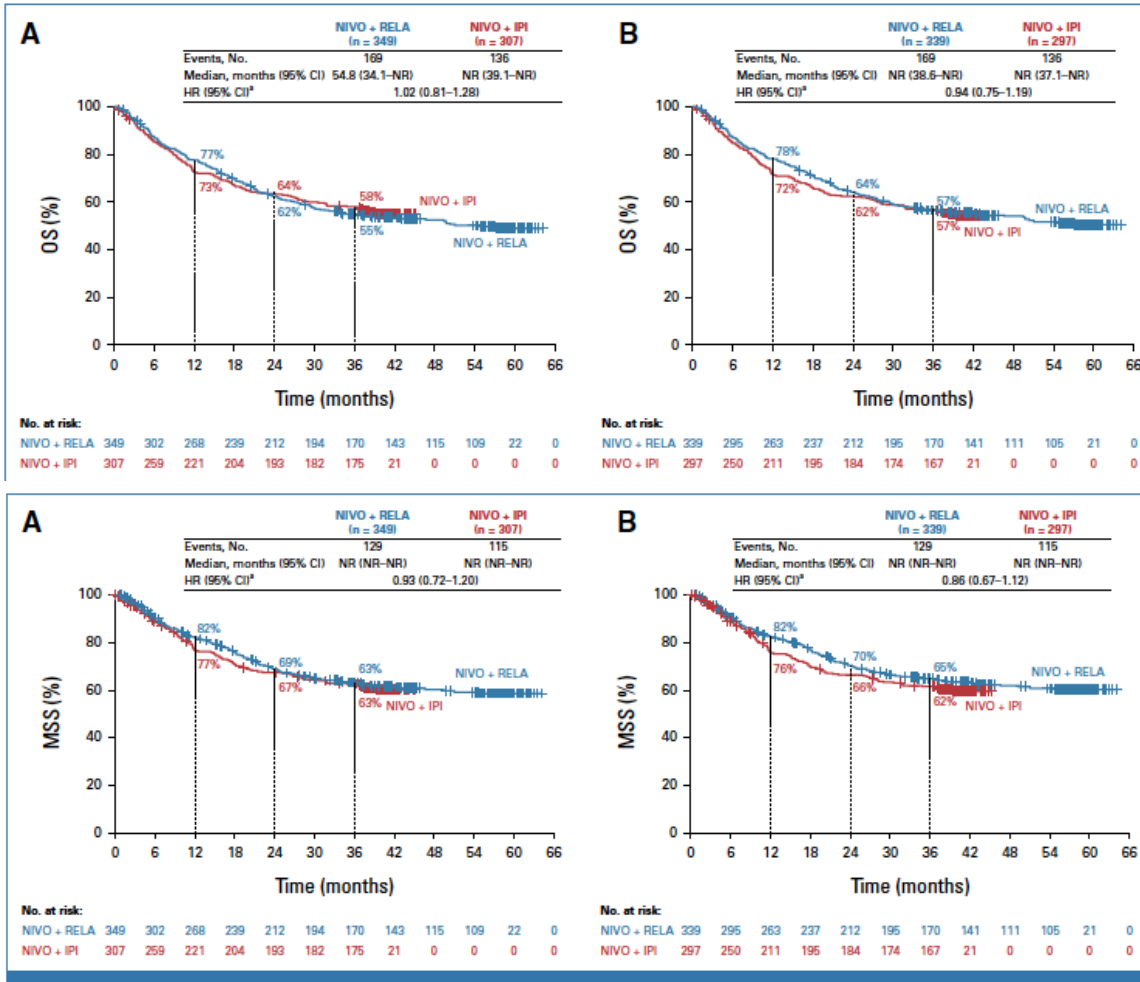 A
NIVO + RELA NIVO + IPI
(n = 349) (n = 307)
Events, No. 169 136
Median, months (95% CI) 54.8 (34.1–NR) NR (39.1–NR)
HR (95% CI)a 1.02 (0.81–1.28)
OS (%)
100
80
60
40
20
0
77%
73%
64%
62%
58%
55%
NIVO + IPI
NIVO + RELA
0 6 12 18 24 30 36 42 48 54 60 66
Time (months)
No. at risk:
NIVO + RELA 349 302 268 239 212 194 170 143 115 109 22 0
NIVO + IPI 307 259 221 204 193 182 175 21 0 0 0 0
B
NIVO + RELA NIVO + IPI
(n = 339) (n = 297)
Events, No. 169 136
Median, months (95% CI) NR (38.6–NR) NR (37.1–NR)
HR (95% CI)a 0.94 (0.75–1.19)
OS (%)
100
80
60
40
20
0
78%
72%
64%
62%
57%
57%
NIVO + RELA
NIVO + IPI
0 6 12 18 24 30 36 42 48 54 60 66
Time (months)
NIVO + RELA 339 295 263 237 212 195 170 141 111 105 21 0
NIVO + IPI 297 250 211 195 184 174 167 21 0 0 0 0
No. at risk:
A
NIVO + RELA NIVO + IPI
(n = 349) (n = 307)
Events, No. 129 115
Median, months (95% CI) NR (NR–NR) NR (NR–NR)
HR (95% CI)a 0.93 (0.72–1.20)
MSS (%)
100
80
60
40
20
0
82%
77%
69%
67%
63%
63%
NIVO + RELA
NIVO + IPI
0 6 12 18 24 30 36 42 48 54 60 66
Time (months)
No. at risk:
NIVO + RELA 349 302 268 239 212 194 170 143 115 109 22 0
NIVO + IPI 307 259 221 204 193 182 175 21 0 0 0 0
B
NIVO + RELA NIVO + IPI
(n = 339) (n = 297)
Events, No. 129 115
Median, months (95% CI) NR (NR–NR) NR (NR–NR)
HR (95% CI)a 0.86 (0.67–1.12)
MSS (%)
100
80
60
40
20
0
82%
76%
70%
66%
65%
62%
NIVO + RELA
NIVO + IPI
0 6 12 18 24 30 36 42 48 54 60 66
Time (months)
No. at risk:
NIVO + RELA 339 295 263 237 212 195 170 141 111 105 21 0
NIVO + IPI 297 250 211 195 184 174 167 21 0 0 0 0